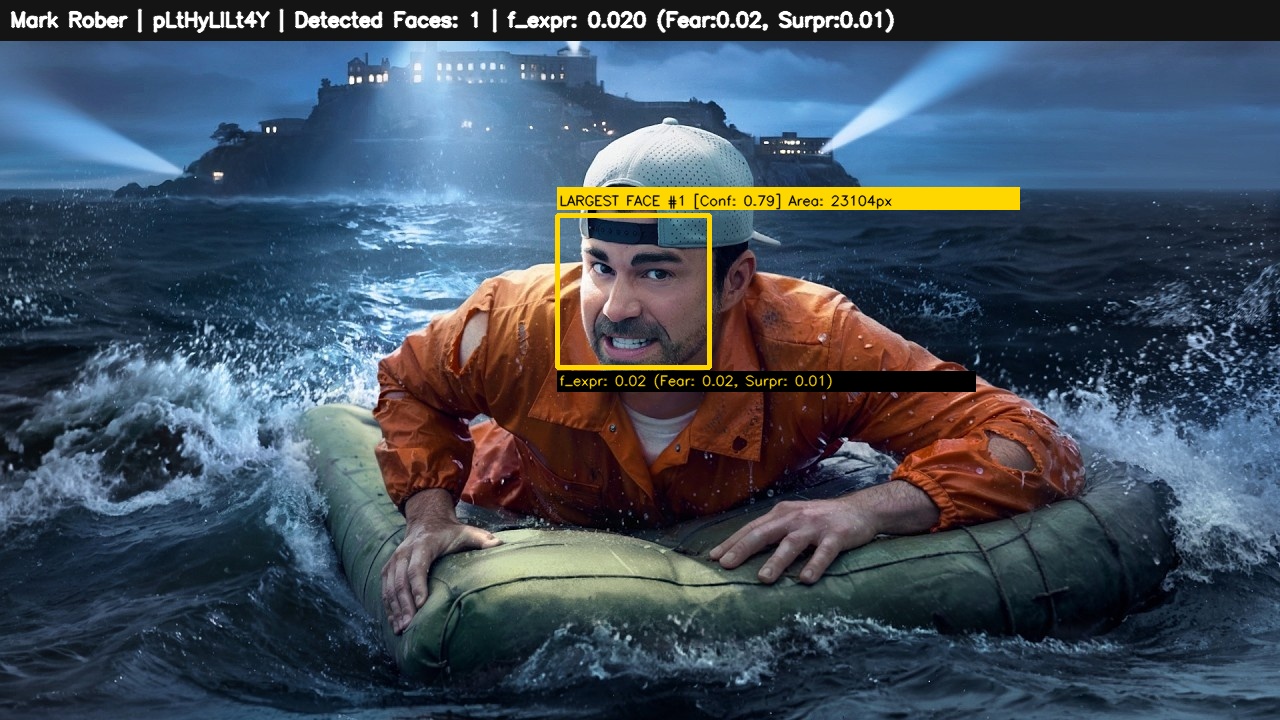 Mark Rober | pLtHyLlLt4Y | Detected Faces: 1 | f_expr: 0.020 (Fear:0.02, Surpr:0.01)
LARGEST FACE #1 [Conf: 0.79] Area: 23104px
f_expr: 0.02 (Fear: 0.02, Surpr: 0.01)